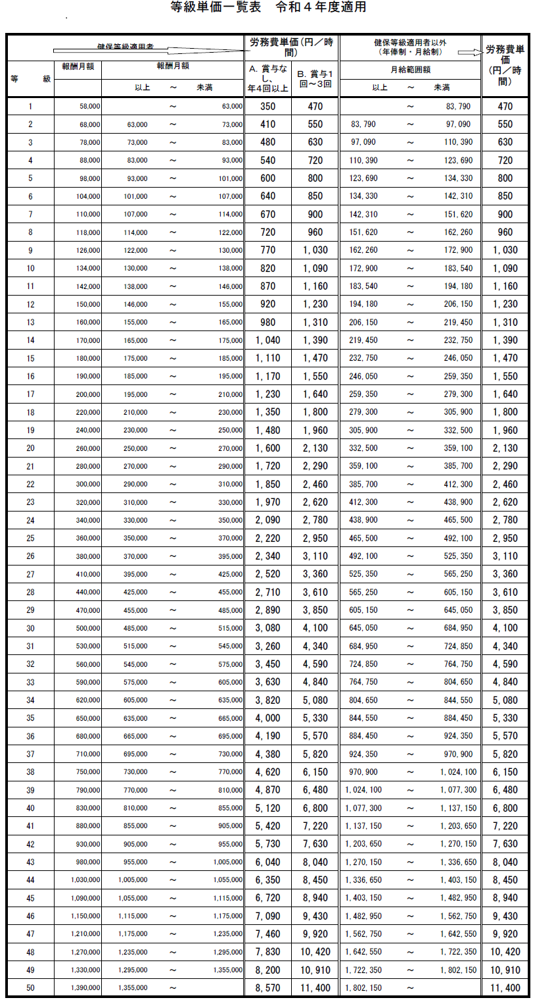 等級単価一覧表　令和４年度適用
健保等級適用者 労務費単価(円／時間) 健保等級適用者以外（年俸制・月給制） 労務費単価（円／時間）
等　級 報酬月額 報酬月額 A. 賞与なし、年4回以上 B. 賞与1回～3回 月給範囲額
以上 ～ 未満 以上 ～ 未満
1 58,000 ～ 63,000 350 470 ～ 83,790 470
2 68,000 63,000 ～ 73,000 410 550 83,790 ～ 97,090 550
3 78,000 73,000 ～ 83,000 480 630 97,090 ～ 110,390 630
4 88,000 83,000 ～ 93,000 540 720 110,390 ～ 123,690 720
5 98,000 93,000 ～ 101,000 600 800 123,690 ～ 134,330 800
6 104,000 101,000 ～ 107,000 640 850 134,330 ～ 142,310 850
7 110,000 107,000 ～ 114,000 670 900 142,310 ～ 151,620 900
8 118,000 114,000 ～ 122,000 720 960 151,620 ～ 162,260 960
9 126,000 122,000 ～ 130,000 770 1,030 162,260 ～ 172,900 1,030
10 134,000 130,000 ～ 138,000 820 1,090 172,900 ～ 183,540 1,090
11 142,000 138,000 ～ 146,000 870 1,160 183,540 ～ 194,180 1,160
12 150,000 146,000 ～ 155,000 920 1,230 194,180 ～ 206,150 1,230
13 160,000 155,000 ～ 165,000 980 1,310 206,150 ～ 219,450 1,310
14 170,000 165,000 ～ 175,000 1,040 1,390 219,450 ～ 232,750 1,390
15 180,000 175,000 ～ 185,000 1,110 1,470 232,750 ～ 246,050 1,470
16 190,000 185,000 ～ 195,000 1,170 1,550 246,050 ～ 259,350 1,550
17 200,000 195,000 ～ 210,000 1,230 1,640 259,350 ～ 279,300 1,640
18 220,000 210,000 ～ 230,000 1,350 1,800 279,300 ～ 305,900 1,800
19 240,000 230,000 ～ 250,000 1,480 1,960 305,900 ～ 332,500 1,960
20 260,000 250,000 ～ 270,000 1,600 2,130 332,500 ～ 359,100 2,130
21 280,000 270,000 ～ 290,000 1,720 2,290 359,100 ～ 385,700 2,290
22 300,000 290,000 ～ 310,000 1,850 2,460 385,700 ～ 412,300 2,460
23 320,000 310,000 ～ 330,000 1,970 2,620 412,300 ～ 438,900 2,620
24 340,000 330,000 ～ 350,000 2,090 2,780 438,900 ～ 465,500 2,780
25 360,000 350,000 ～ 370,000 2,220 2,950 465,500 ～ 492,100 2,950
26 380,000 370,000 ～ 395,000 2,340 3,110 492,100 ～ 525,350 3,110
27 410,000 395,000 ～ 425,000 2,520 3,360 525,350 ～ 565,250 3,360
28 440,000 425,000 ～ 455,000 2,710 3,610 565,250 ～ 605,150 3,610
29 470,000 455,000 ～ 485,000 2,890 3,850 605,150 ～ 645,050 3,850
30 500,000 485,000 ～ 515,000 3,080 4,100 645,050 ～ 684,950 4,100
31 530,000 515,000 ～ 545,000 3,260 4,340 684,950 ～ 724,850 4,340
32 560,000 545,000 ～ 575,000 3,450 4,590 724,850 ～ 764,750 4,590
33 590,000 575,000 ～ 605,000 3,630 4,840 764,750 ～ 804,650 4,840
34 620,000 605,000 ～ 635,000 3,820 5,080 804,650 ～ 844,550 5,080
35 650,000 635,000 ～ 665,000 4,000 5,330 844,550 ～ 884,450 5,330
36 680,000 665,000 ～ 695,000 4,190 5,570 884,450 ～ 924,350 5,570
37 710,000 695,000 ～ 730,000 4,380 5,820 924,350 ～ 970,900 5,820
38 750,000 730,000 ～ 770,000 4,620 6,150 970,900 ～ 1,024,100 6,150
39 790,000 770,000 ～ 810,000 4,870 6,480 1,024,100 ～ 1,077,300 6,480
40 830,000 810,000 ～ 855,000 5,120 6,800 1,077,300 ～ 1,137,150 6,800
41 880,000 855,000 ～ 905,000 5,420 7,220 1,137,150 ～ 1,203,650 7,220
42 930,000 905,000 ～ 955,000 5,730 7,630 1,203,650 ～ 1,270,150 7,630
43 980,000 955,000 ～ 1,005,000 6,040 8,040 1,270,150 ～ 1,336,650 8,040
44 1,030,000 1,005,000 ～ 1,055,000 6,350 8,450 1,336,650 ～ 1,403,150 8,450
45 1,090,000 1,055,000 ～ 1,115,000 6,720 8,940 1,403,150 ～ 1,482,950 8,940
46 1,150,000 1,115,000 ～ 1,175,000 7,090 9,430 1,482,950 ～ 1,562,750 9,430
47 1,210,000 1,175,000 ～ 1,235,000 7,460 9,920 1,562,750 ～ 1,642,550 9,920
48 1,270,000 1,235,000 ～ 1,295,000 7,830 10,420 1,642,550 ～ 1,722,350 10,420
49 1,330,000 1,295,000 ～ 1,355,000 8,200 10,910 1,722,350 ～ 1,802,150 10,910
50 1,390,000 1,355,000 ～ 8,570 11,400 1,802,150 ～ 11,400